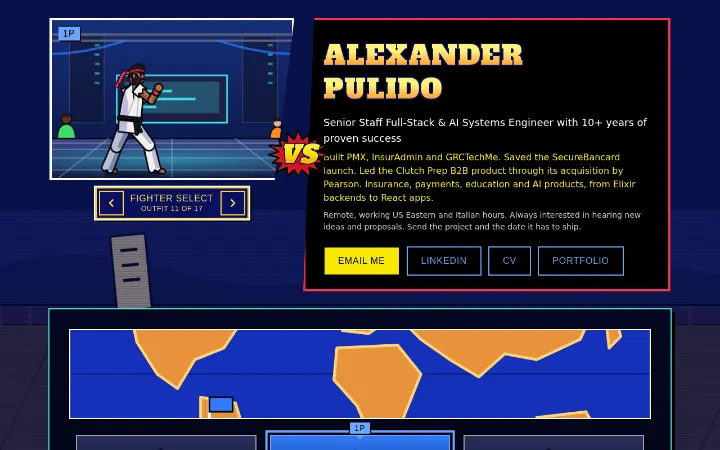 1P
ALEXANDER
PULIDO
Senior Staff Full-Stack & AI Systems Engineer with 10+ years of
proven success
VS
Built PMX, InsurAdmin and GRCTechMe. Saved the SecureBancard
launch. Led the Clutch Prep B2B product through its acquisition by
Pearson. Insurance, payments, education and AI products, from Elixir
backends to React apps.
FIGHTER SELECT
OUTFIT 11 OF 17
Remote, working US Eastern and Italian hours. Always interested in hearing new
ideas and proposals. Send the project and the date it has to ship.
EMAIL ME
LINKEDIN
CV
PORTFOLIO
1P